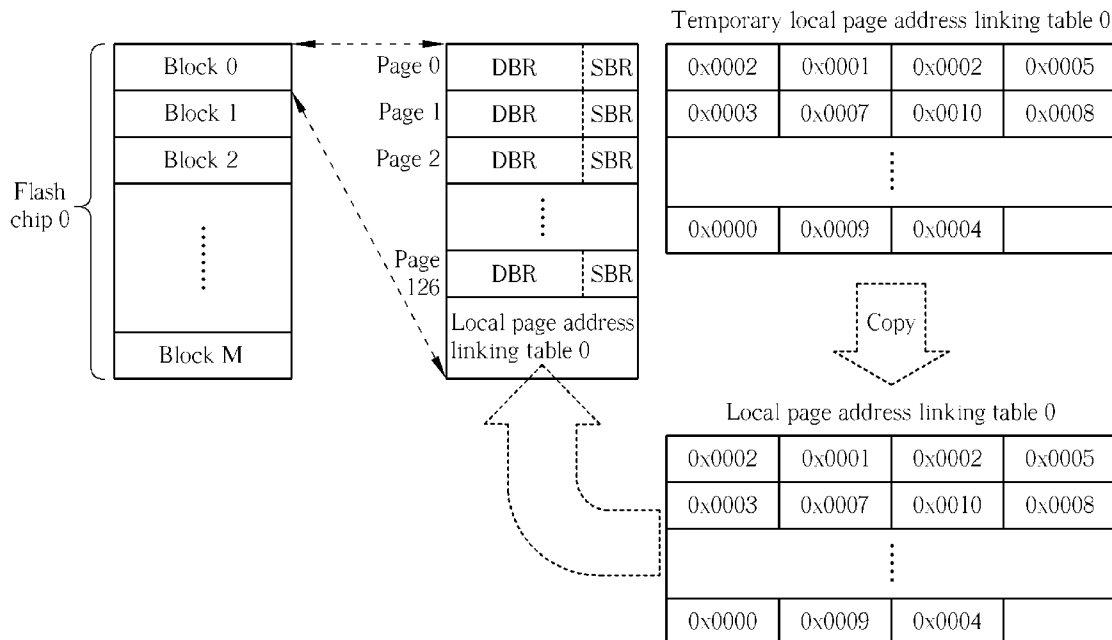 Temporary local page address linking table 0
Flash
chip 0
Block 0
Block 1
Block 2
Block M
Page 0 DBR SBR
Page 1 DBR SBR
Page 2 DBR SBR
Page
126 DBR SBR
Local page address
linking table 0
0x0002 0x0001 0x0002 0x0005
0x0003 0x0007 0x0010 0x0008
0x0000 0x0009 0x0004
Copy
Local page address linking table 0
0x0002 0x0001 0x0002 0x0005
0x0003 0x0007 0x0010 0x0008
0x0000 0x0009 0x0004